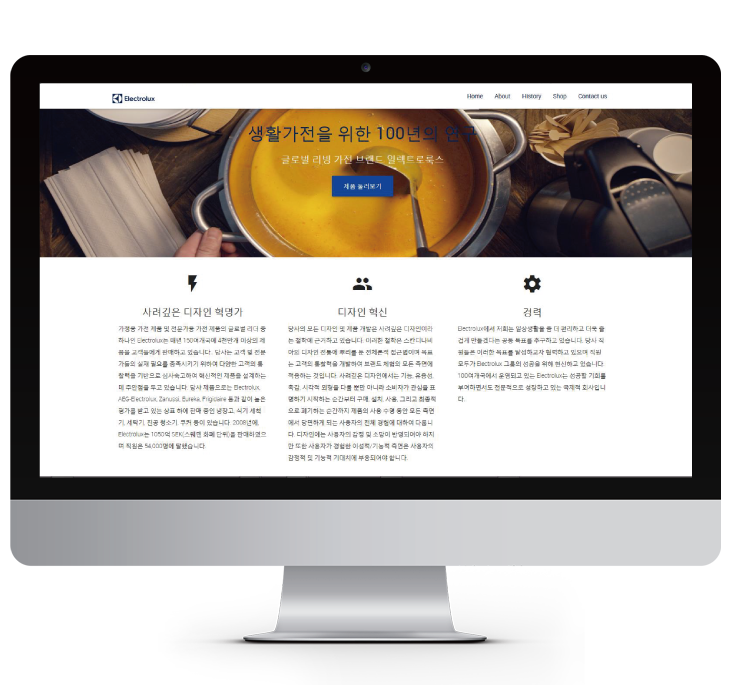 Electrolux
Home About History Shop Contact us
생활가전을 위한 100년의 연구
글로벌 리빙 가전 브랜드 일렉트로룩스
제품 둘러보기
사려깊은 디자인 혁명가
가정용 가전 제품 및 전문가용 가전 제품의 글로벌 리더 중
하나인 Electrolux는 매년 150여개국에 4천만개 이상의 제
품을 고객들에게 판매하고 있습니다. 당사는 고객 및 전문
가들의 실제 필요를 충족시키기 위하여 다양한 고객의 통
찰력을 기반으로 심사숙고하여 혁신적인 제품을 설계하는
데 주안점을 두고 있습니다. 당사 제품으로는 Electrolux,
AEG-Electrolux, Zanussi, Eureka, Frigidaire 등과 같이 높은
평가를 받고 있는 상표 하에 판매 중인 냉장고, 식기 세척
기, 세탁기, 진공 청소기, 쿠커 등이 있습니다. 2008년에,
Electrolux는 1050억 SEK(스웨덴 화폐 단위)을 판매하였으
며 직원은 54,000명에 달했습니다.
디자인 혁신
당사의 모든 디자인 및 제품 개발은 사려깊은 디자인이라
는 철학에 근거하고 있습니다. 이러한 철학은 스칸디나비
아의 디자인 전통에 뿌리를 둔 전체론적 접근법이며 목표
는 고객의 통찰력을 개발하여 브랜드 체험의 모든 측면에
적용하는 것입니다. 사려깊은 디자인에서는 기능, 유용성,
촉감, 시각적 외형을 다룰 뿐만 아니라 소비자가 관심을 표
명하기 시작하는 순간부터 구매, 설치, 사용, 그리고 최종적
으로 폐기하는 순간까지 제품의 사용 수명 동안 모든 측면
에서 당면하게 되는 사용자의 전체 경험에 대하여 다룹니
다. 디자인에는 사용자의 감정 및 소망이 반영되어야 하지
만 또한 사용자가 경험한 이성적/기능적 측면은 사용자의
감정적 및 기능적 기대치에 부응되어야 합니다.
경력
Electrolux에서 저희는 일상생활을 좀 더 편리하고 더욱 즐
겁게 만들겠다는 공동 목표를 추구하고 있습니다. 당사 직
원들은 이러한 목표를 달성하고자 협력하고 있으며 직원
모두가 Electrolux 그룹의 성공을 위해 헌신하고 있습니다.
100여개국에서 운영되고 있는 Electrolux는 성공할 기회를
부여하면서도 전문적으로 성장하고 있는 국제적 회사입니
다.